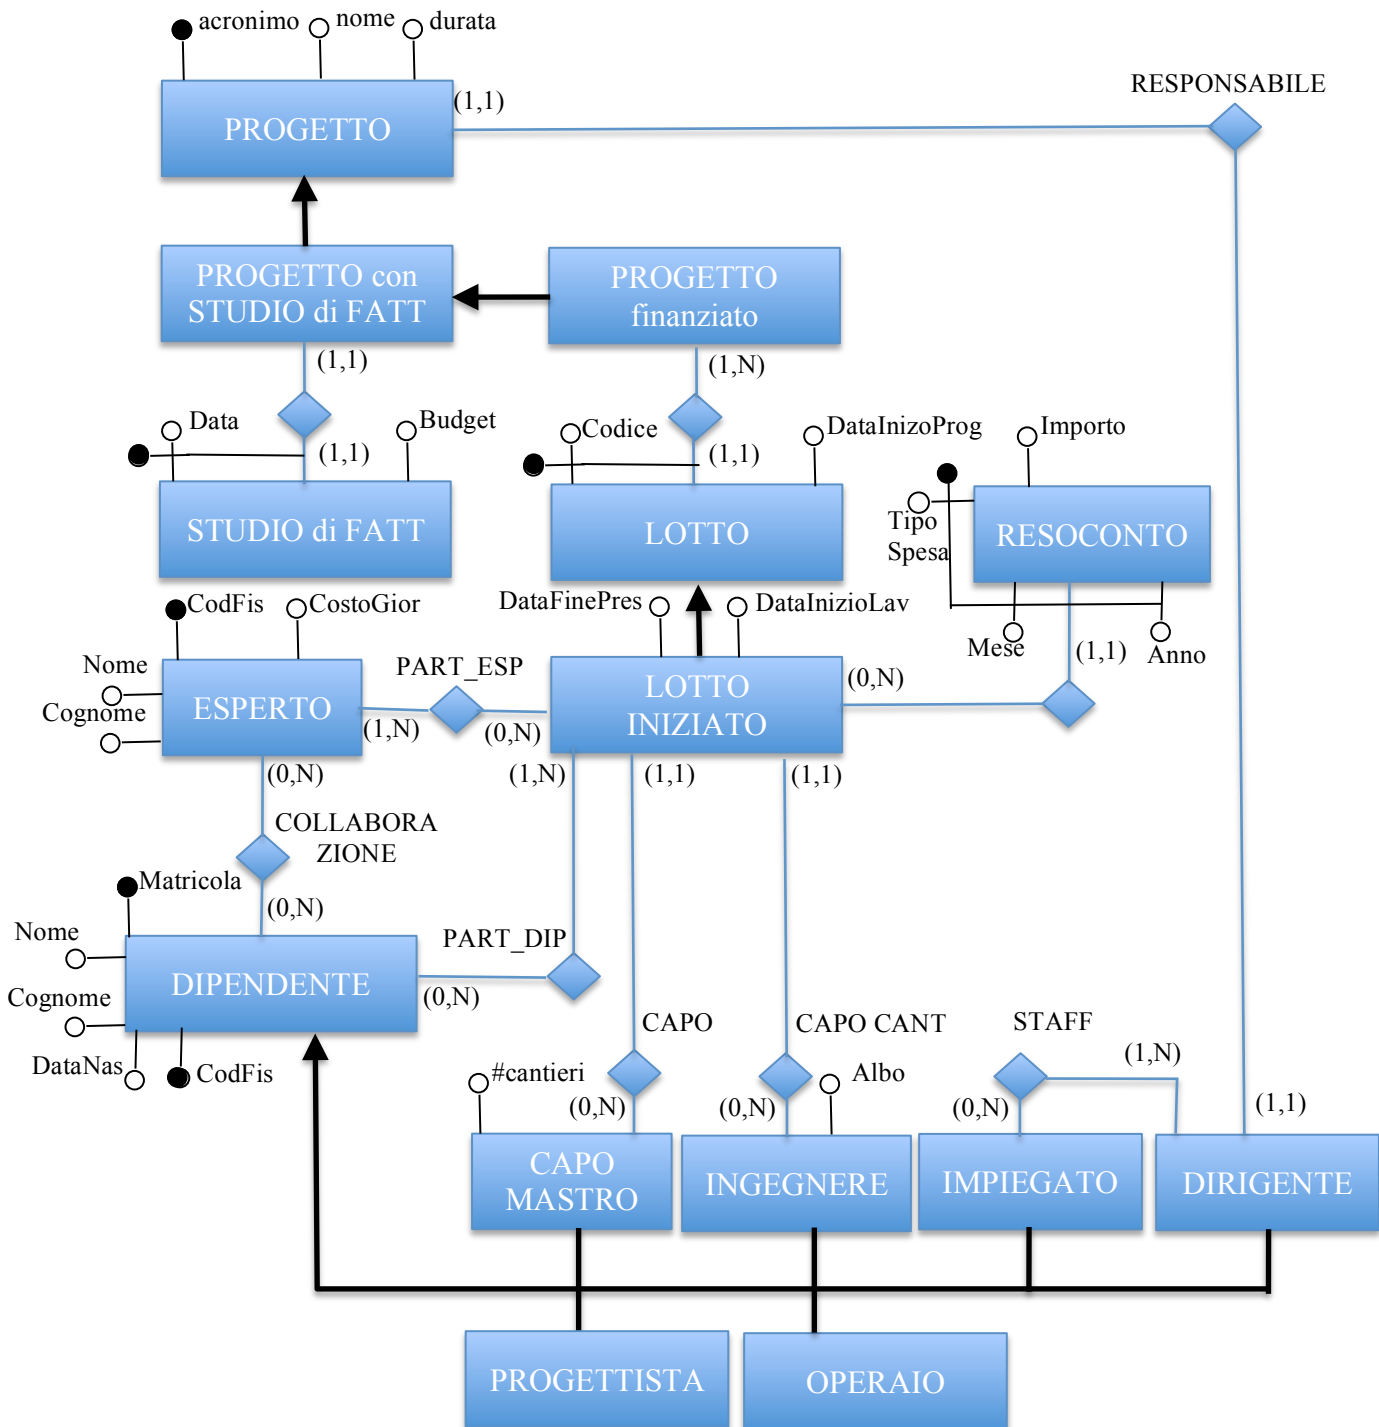 acronimo
nome
durata
RESPONSABILE
(1,1)
PROGETTO
PROGETTO con
STUDIO di FATT
PROGETTO
finanziato
(1,1)
(1,N)
Data
Budget
Codice
DataInizoProg
Importo
(1,1)
(1,1)
STUDIO di FATT
LOTTO
Tipo
Spesa
RESOCONTO
CodFis
CostoGior
DataFinePres
DataInizioLav
Mese
(1,1)
Anno
Nome
PART_ESP
(0,N)
Cognome
ESPERTO
LOTTO
INIZIATO
(1,N)
(0,N)
(0,N)
(1,N)
(1,1)
(1,1)
COLLABORA
ZIONE
Matricola
(0,N)
Nome
PART_DIP
DIPENDENTE
Cognome
(0,N)
CAPO
CAPO CANT
STAFF
(1,N)
DataNas
CodFis
#cantieri
Albo
(0,N)
(0,N)
(0,N)
(1,1)
CAPO
MASTRO
INGEGNERE
IMPIEGATO
DIRIGENTE
PROGETTISTA
OPERAIO